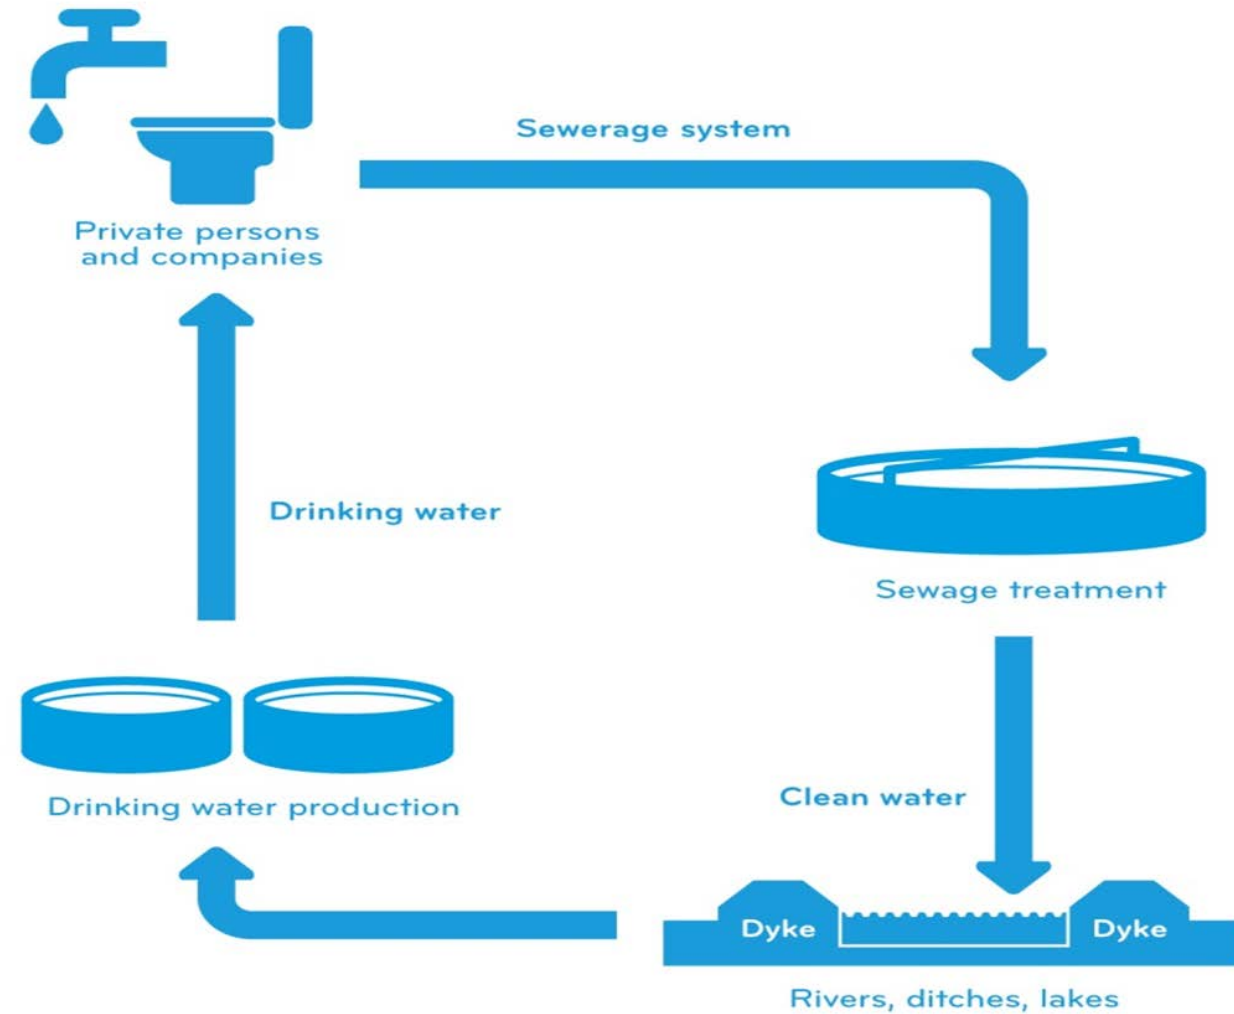 Sewerage system
Private persons
and companies
Drinking water
Sewage treatment
Drinking water production
Clean water
Dyke
Dyke
Rivers, ditches, lakes